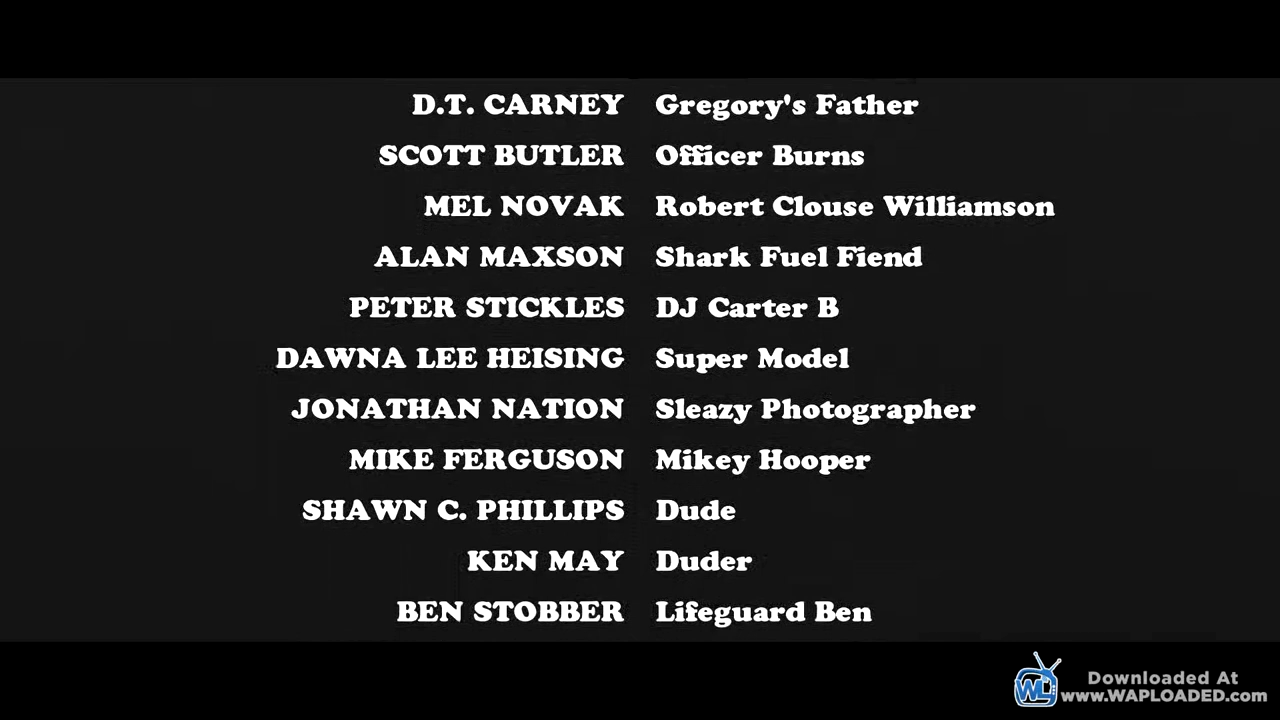 D.T. CARNEY Gregory's Father
SCOTT BUTLER Officer Burns
MEL NOVAK Robert Clouse Williamson
ALAN MAXSON Shark Fuel Fiend
PETER STICKLES DJ Carter B
DAWNA LEE HEISING Super Model
JONATHAN NATION Sleazy Photographer
MIKE FERGUSON Mikey Hooper
SHAWN C. PHILLIPS Dude
KEN MAY Duder
BEN STOBBER Lifeguard Ben
WL Downloaded At
www.WAPLOADED.com